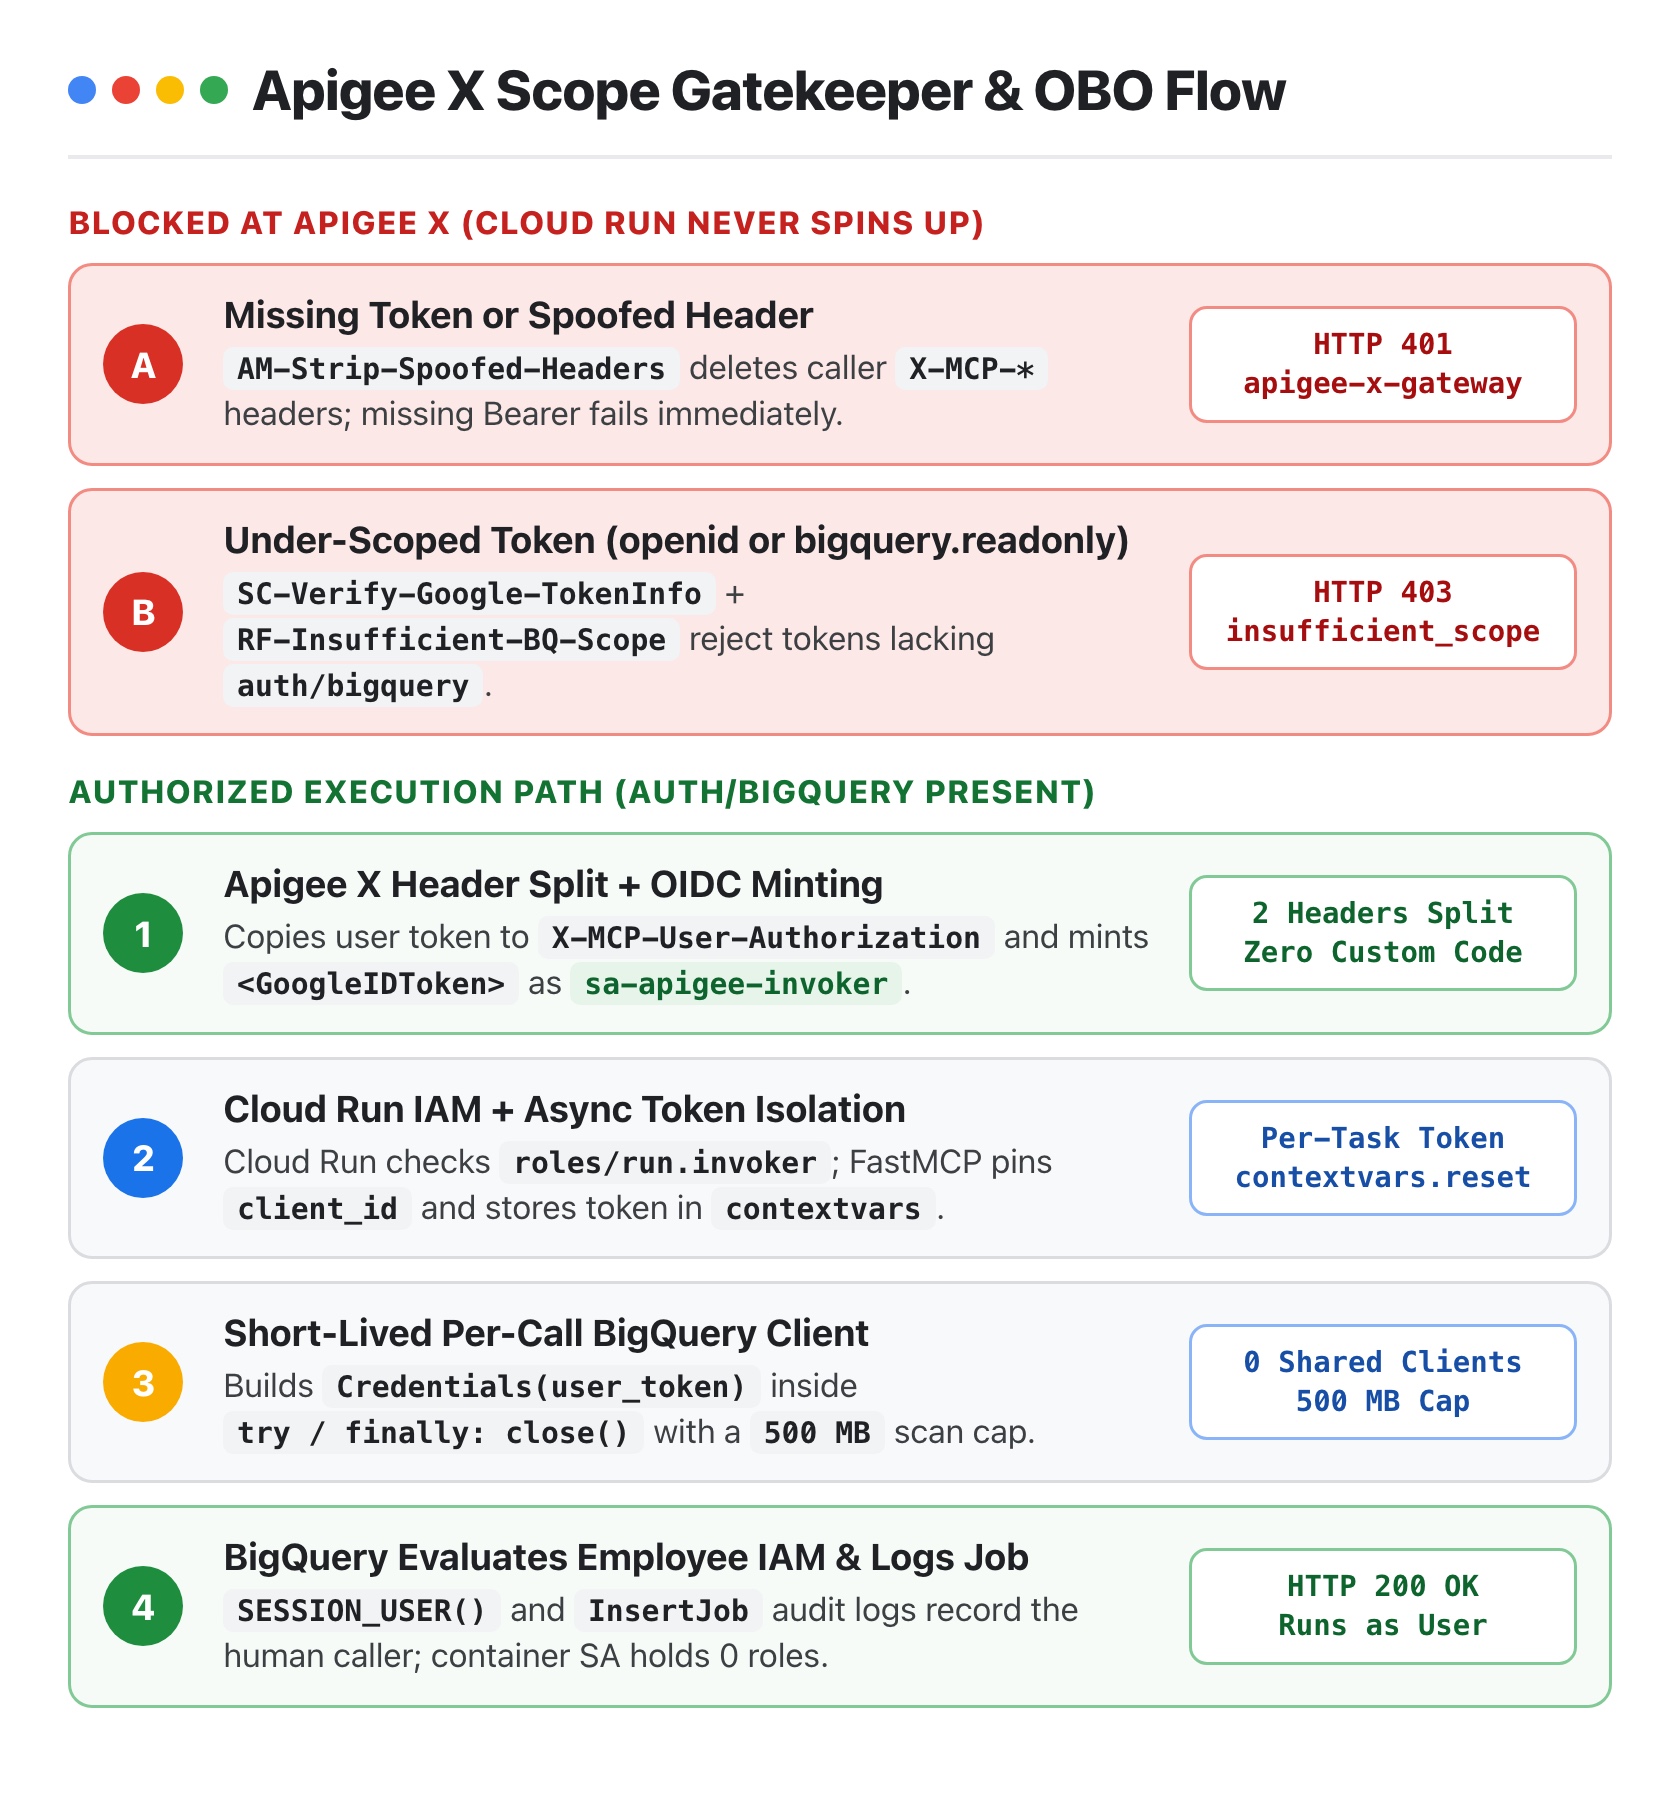 Apigee X Scope Gatekeeper & OBO Flow
BLOCKED AT APIGEE X (CLOUD RUN NEVER SPINS UP)
A
Missing Token or Spoofed Header
AM-Strip-Spoofed-Headers deletes caller X-MCP-*
headers; missing Bearer fails immediately.
HTTP 401
apigee-x-gateway
B
Under-Scoped Token (openid or bigquery.readonly)
SC-Verify-Google-TokenInfo +
RF-Insufficient-BQ-Scope reject tokens lacking
auth/bigquery.
HTTP 403
insufficient_scope
AUTHORIZED EXECUTION PATH (AUTH/BIGQUERY PRESENT)
1
Apigee X Header Split + OIDC Minting
Copies user token to X-MCP-User-Authorization and mints
<GoogleIDToken> as sa-apigee-invoker.
2 Headers Split
Zero Custom Code
2
Cloud Run IAM + Async Token Isolation
Cloud Run checks roles/run.invoker; FastMCP pins
client_id and stores token in contextvars.
Per-Task Token
contextvars.reset
3
Short-Lived Per-Call BigQuery Client
Builds Credentials(user_token) inside
try / finally: close() with a 500 MB scan cap.
0 Shared Clients
500 MB Cap
4
BigQuery Evaluates Employee IAM & Logs Job
SESSION_USER() and InsertJob audit logs record the
human caller; container SA holds 0 roles.
HTTP 200 OK
Runs as User